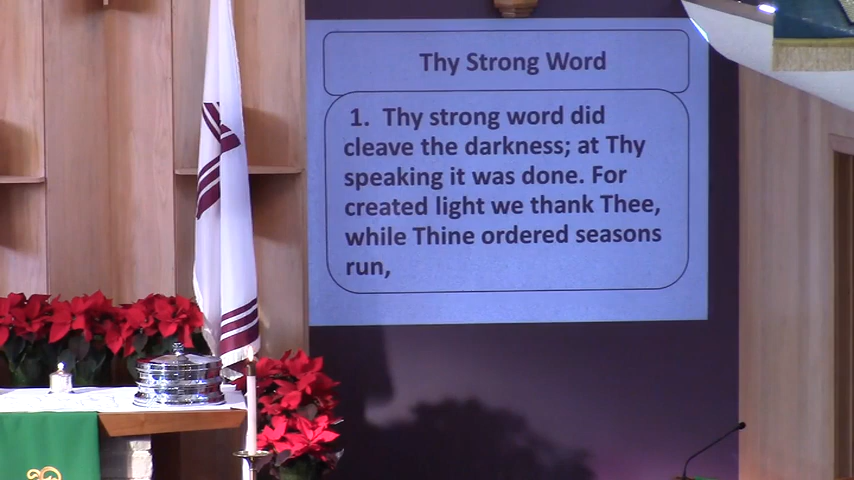 Thy Strong Word
1. Thy strong word did
cleave the darkness; at Thy
speaking it was done. For
created light we thank Thee,
while Thine ordered seasons
run,